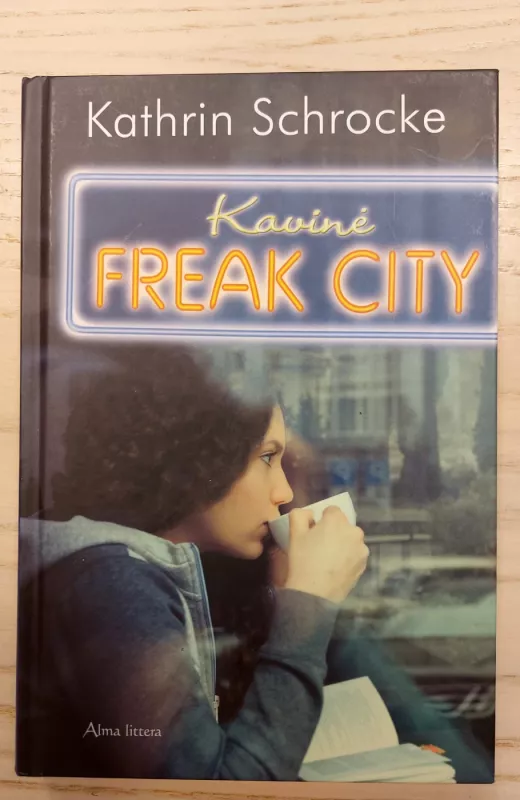 Kathrin Schrocke
Kavinė
FREAK CITY
Alma littera